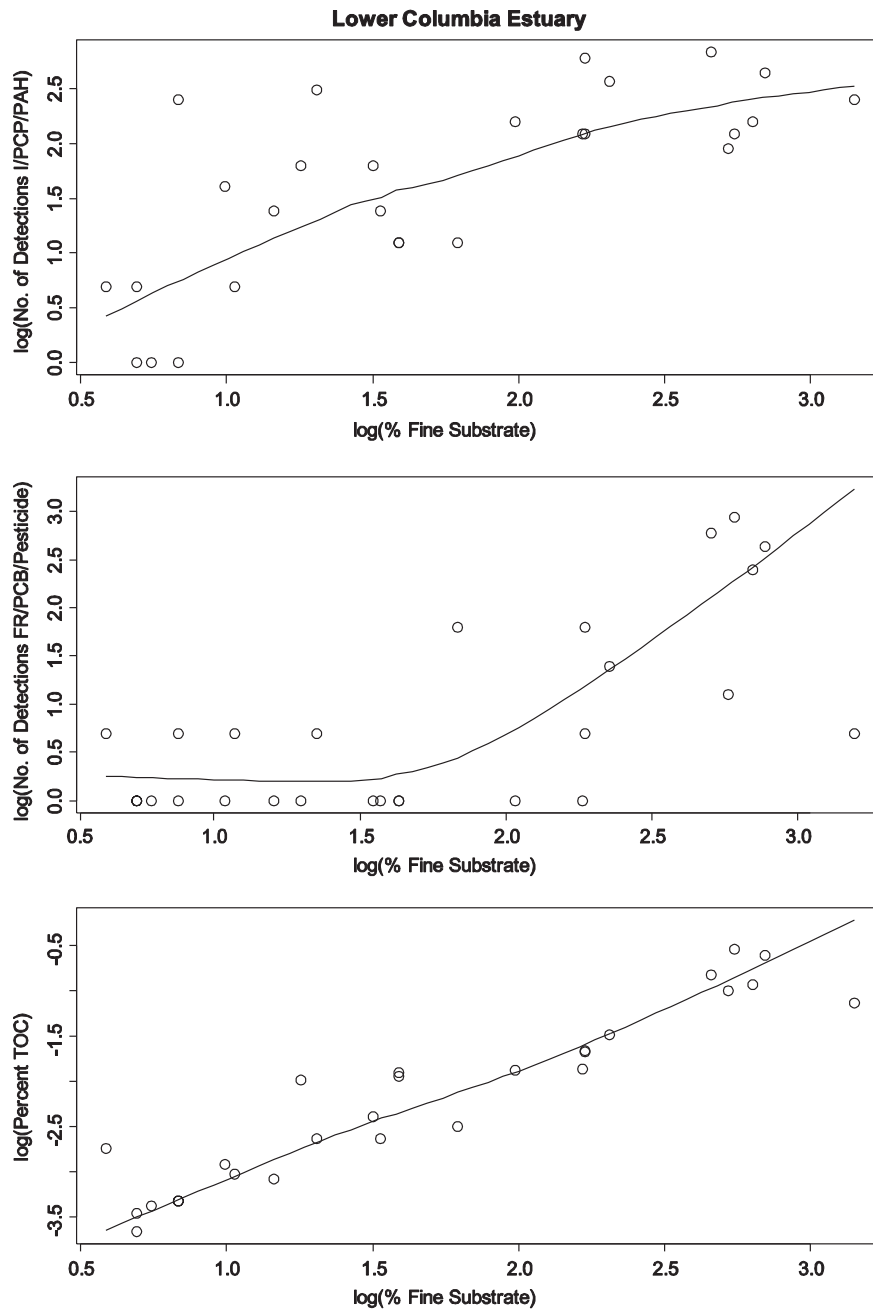 Lower Columbia Estuary
log(No. of Detections I/PCP/PAH)
2.5
2.0
1.5
1.0
0.5
0.0
0.5 1.0 1.5 2.0 2.5 3.0
log(% Fine Substrate)
log(No. of Detections FR/PCB/Pesticide)
3.0
2.5
2.0
1.5
1.0
0.5
0.0
0.5 1.0 1.5 2.0 2.5 3.0
log(% Fine Substrate)
log(Percent TOC)
-0.5
-1.5
-2.5
-3.5
0.5 1.0 1.5 2.0 2.5 3.0
log(% Fine Substrate)